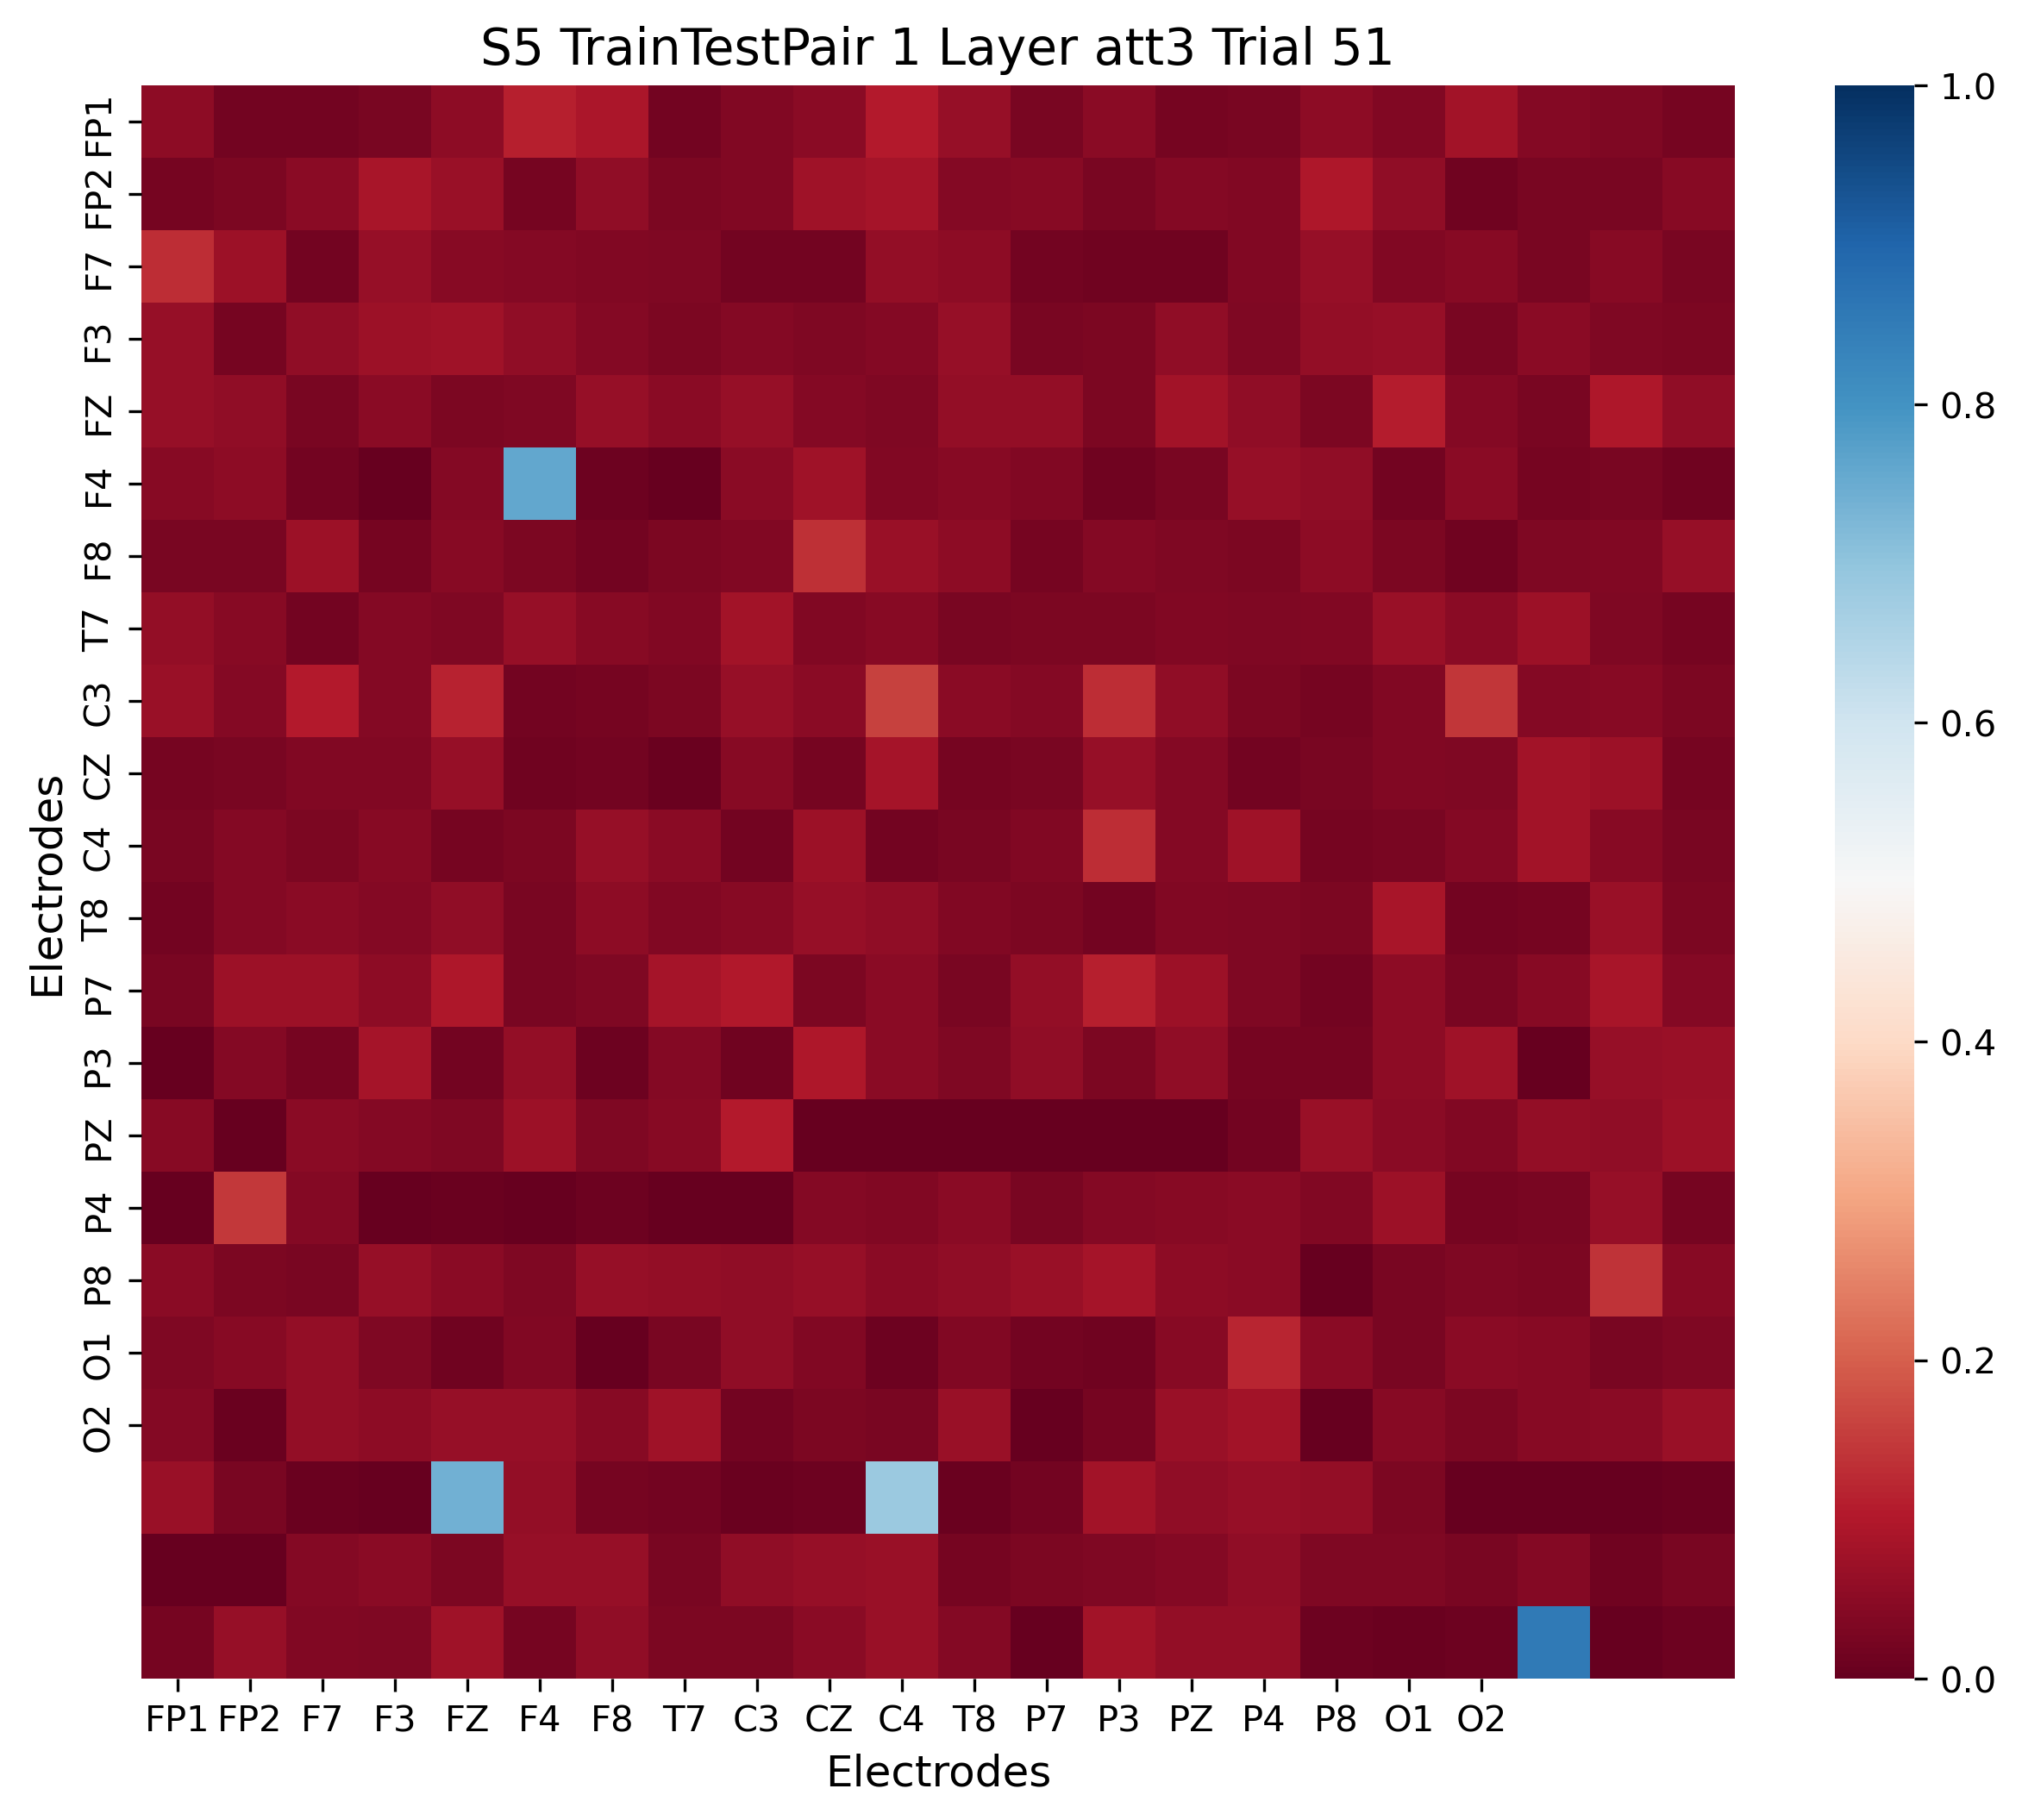 S5 TrainTestPair 1 Layer att3 Trial 51
Electrodes
FP1
FP2
F7
F3
FZ
F4
F8
T7
C3
CZ
C4
T8
P7
P3
PZ
P4
P8
O1
O2
FP1 FP2 F7 F3 FZ F4 F8 T7 C3 CZ C4 T8 P7 P3 PZ P4 P8 O1 O2
Electrodes
1.0
0.8
0.6
0.4
0.2
0.0